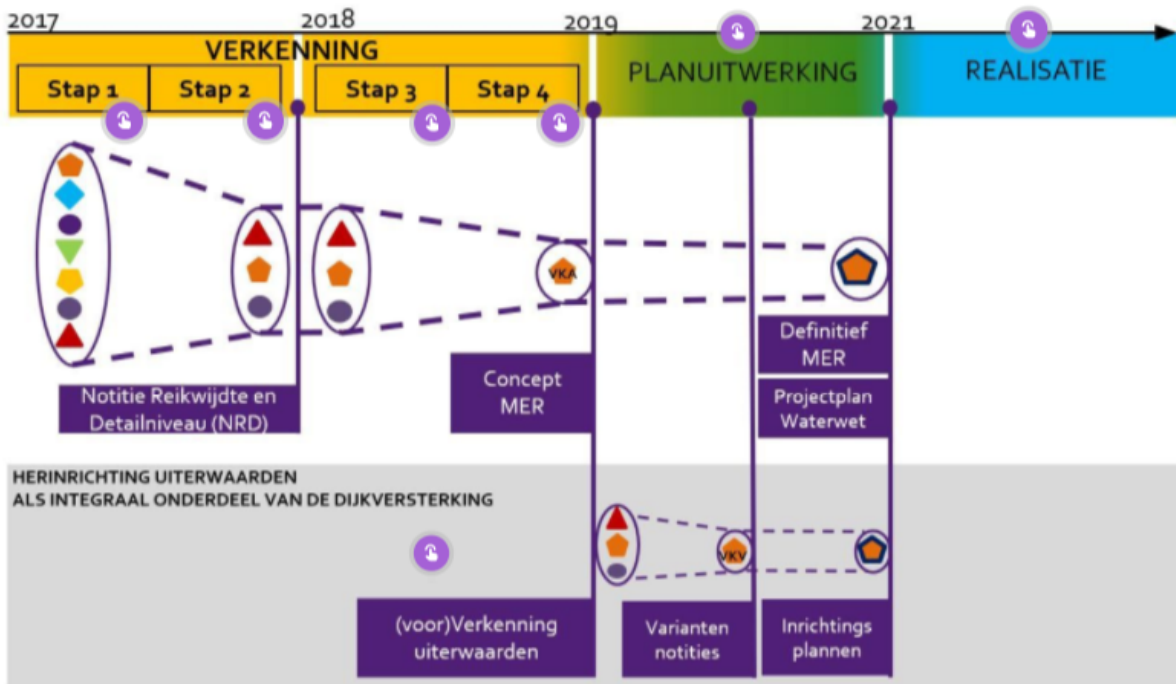 2017
2018
2019
2021
VERKENNING
PLANUITWERKING
REALISATIE
Stap 1
Stap 2
Stap 3
Stap 4
VKA
Notitie Reikwijdte en
Detailniveau (NRD)
Concept
MER
Definitief
MER
Projectplan
Waterwet
HERINRICHTING UITERWAARDEN
ALS INTEGRAAL ONDERDEEL VAN DE DIJKVERSTERKING
VKV
(voor)Verkenning
uiterwaarden
Varianten
notities
Inrichtings
plannen